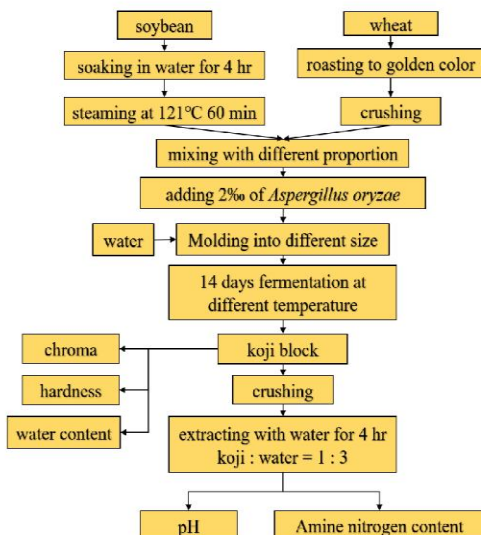 soybean
wheat
soaking in water for 4 hr
roasting to golden color
steaming at 121℃ 60 min
crushing
mixing with different proportion
adding 2‰ of Aspergillus oryzae
water
Molding into different size
14 days fermentation at
different temperature
chroma
koji block
hardness
crushing
water content
extracting with water for 4 hr
koji : water = 1 : 3
pH
Amine nitrogen content